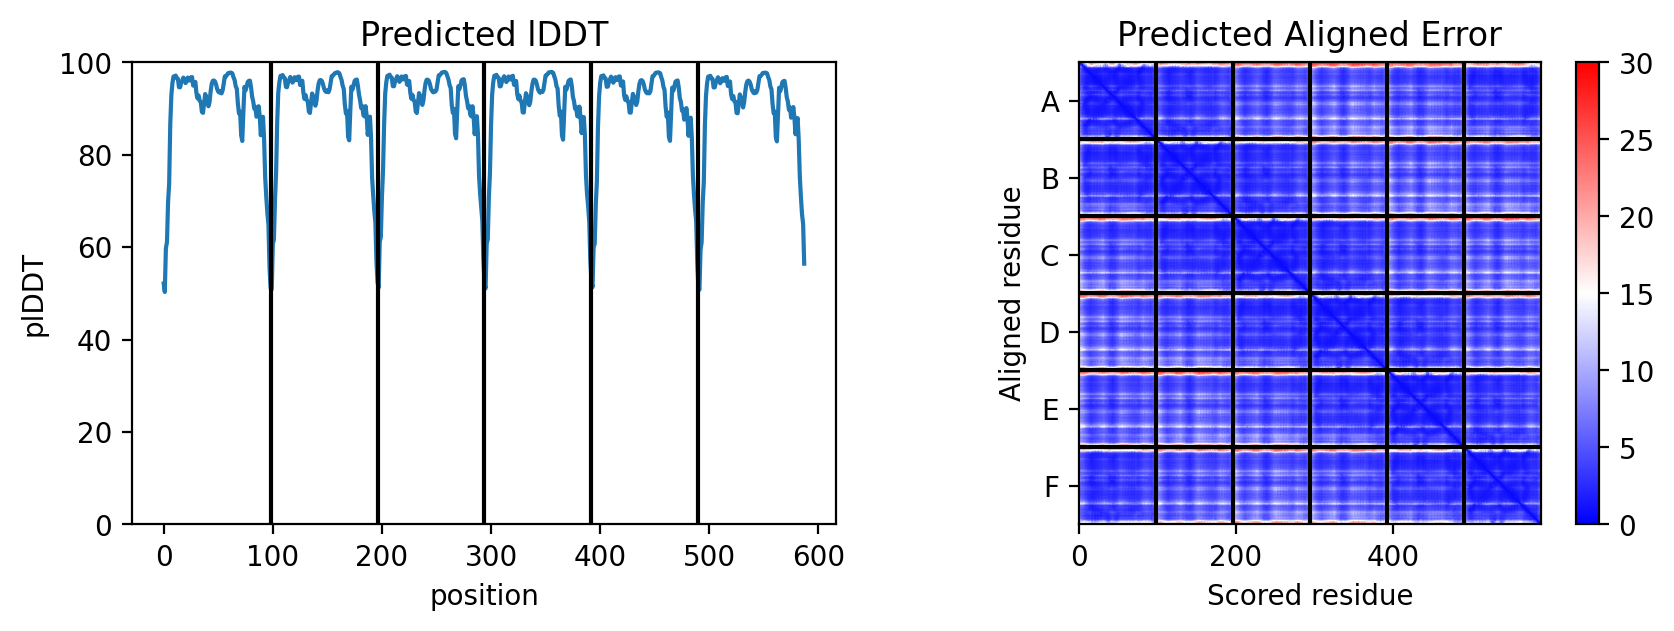 Predicted lDDT
100
80
60
40
20
0
plDDT
0 100 200 300 400 500 600
position
Predicted Aligned Error
A
B
C
D
E
F
Aligned residue
0 200 400
Scored residue
30
25
20
15
10
5
0